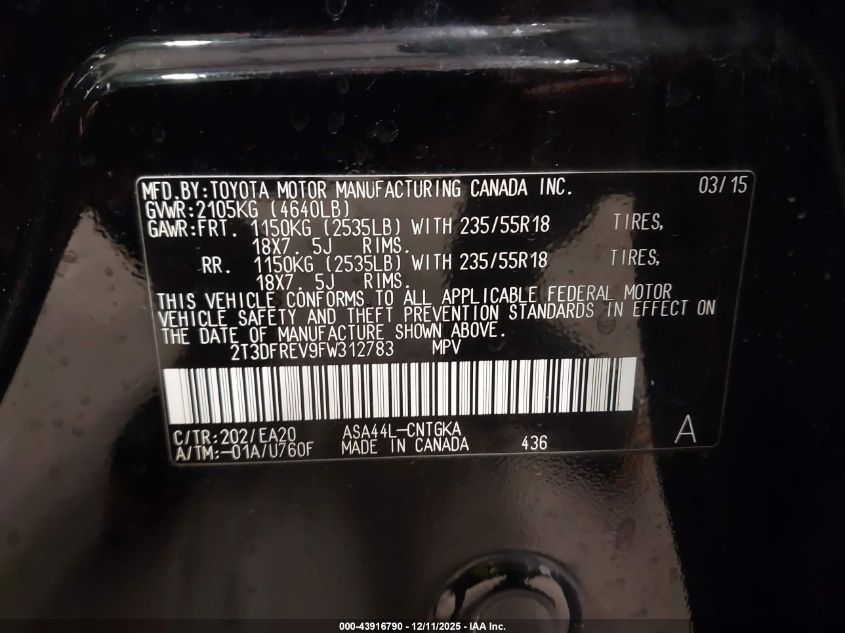 MFD.BY:TOYOTA MOTOR MANUFACTURING CANADA INC. 03/15
GVWR:2105KG (4640LB)
GAWR:FRT. 1150KG (2535LB) WITH 235/55R18 TIRES,
18X7. 5J RIMS.
RR. 1150KG (2535LB) WITH 235/55R18 TIRES,
18X7. 5J RIMS.
THIS VEHICLE CONFORMS TO ALL APPLICABLE FEDERAL MOTOR
VEHICLE SAFETY AND THEFT PREVENTION STANDARDS IN EFFECT ON
THE DATE OF MANUFACTURE SHOWN ABOVE.
2T3DFREV9FW312783 MPV
C/TR:202/EA20 ASA44L-CNTGKA
A/TM:-01A/U760F MADE IN CANADA 436 A
000-43916790 - 12/11/2025 - IAA Inc.